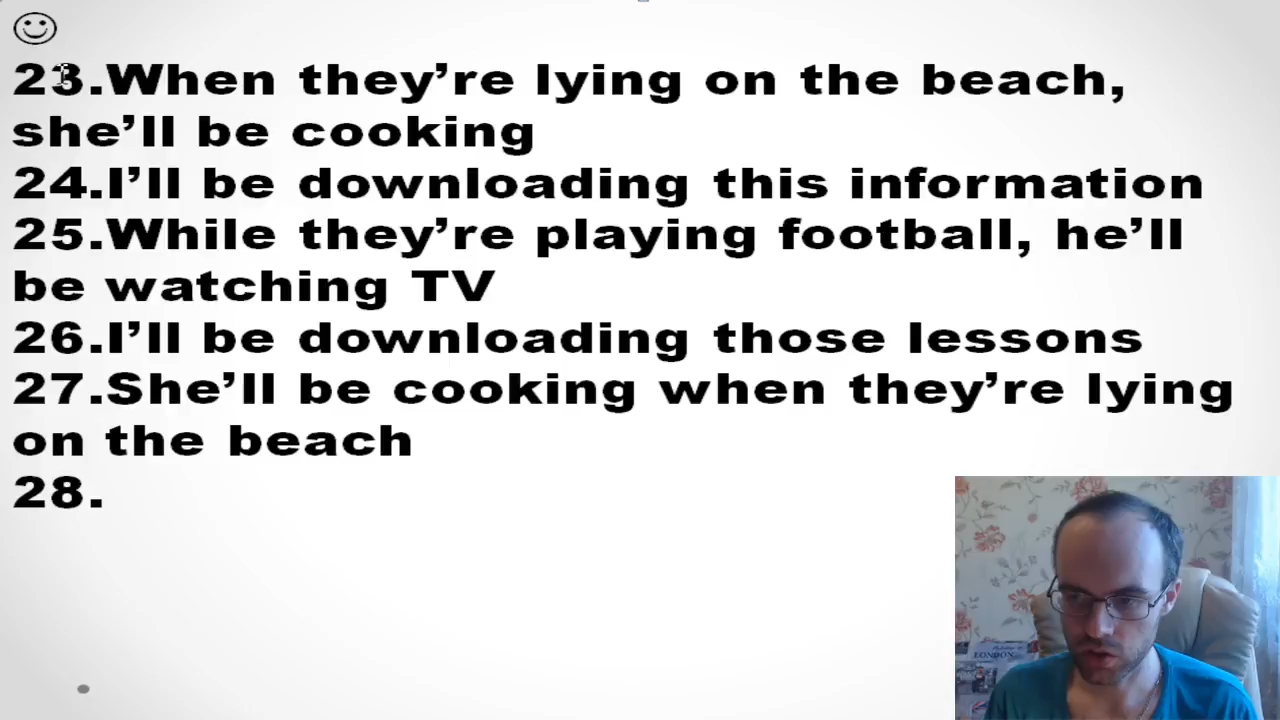 23.When they’re lying on the beach,
she’ll be cooking
24.I’ll be downloading this information
25.While they’re playing football, he’ll
be watching TV
26.I’ll be downloading those lessons
27.She’ll be cooking when they’re lying
on the beach
28.
LONDON